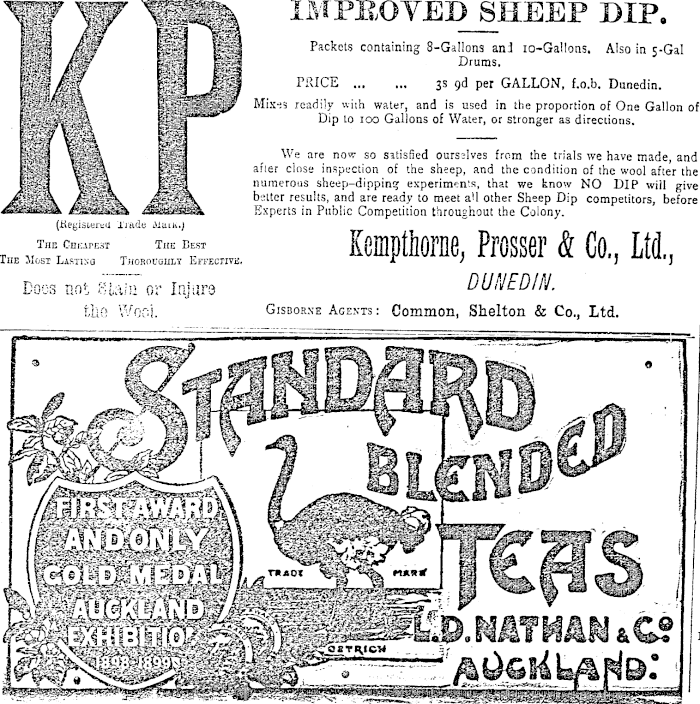 KP
(Registered Trade Mark.)
THE CHEAPEST THE BEST
THE MOST LASTING THOROUGHLY EFFECTIVE.
Does not Stain or Injure
the Wool.
IMPROVED SHEEP DIP.
Packets containing 8-Gallons and 10-Gallons. Also in 5-Gal
Drums.
PRICE ... ... 3s 9d per GALLON, f.o.b. Dunedin.
Mixes readily with water, and is used in the proportion of One Gallon of
Dip to 100 Gallons of Water, or stronger as directions.
We are now so satisfied ourselves from the trials we have made, and
after close inspection of the sheep, and the condition of the wool after the
numerous sheep-dipping experiments, that we know NO DIP will give
better results, and are ready to meet all other Sheep Dip competitors, before
Experts in Public Competition throughout the Colony.
Kempthorne, Prosser & Co., Ltd.,
DUNEDIN.
GISBORNE AGENTS: Common, Shelton & Co., Ltd.
STANDARD
BLENDED
TEAS
FIRST AWARD
AND ONLY
GOLD MEDAL
AUCKLAND
EXHIBITION
1898-1899
TRADE MARK
OSTRICH
L.D. NATHAN & Co
AUCKLAND: